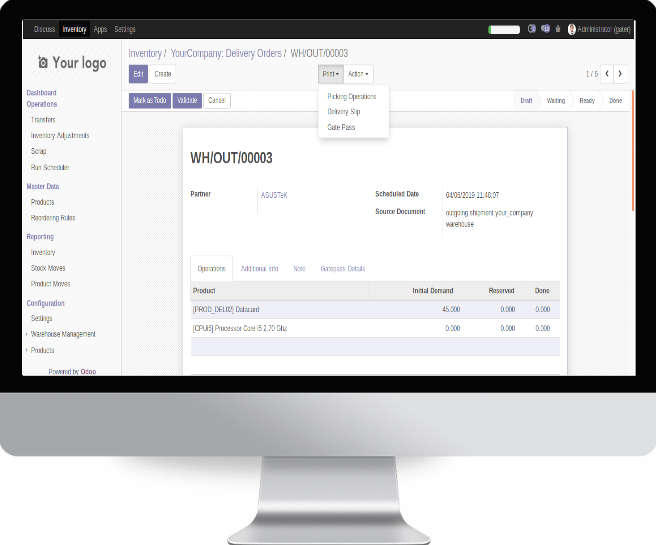 Discuss Inventory Apps Settings Administrator (gater)
Your logo
Inventory / YourCompany: Delivery Orders / WH/OUT/00003
Edit Create Print Action 1 / 5
Mark as Todo Validate Cancel Draft Waiting Ready Done
Picking Operations
Delivery Slip
Gate Pass
Dashboard
Operations
Transfers
Inventory Adjustments
Scrap
Run Scheduler
Master Data
Products
Reordering Rules
Reporting
Inventory
Stock Moves
Product Moves
Configuration
Settings
Warehouse Management
Products
Powered by Odoo
WH/OUT/00003
Partner ASUSTeK
Scheduled Date 04/06/2019 11:48:07
Source Document outgoing shipment your_company
warehouse
Operations Additional Info Note Gatepass Details
Product Initial Demand Reserved Done
[PROD_DEL02] Datacard 45.000 0.000 0.000
[CPUi5] Processor Core i5 2.70 Ghz 0.000 0.000 0.000